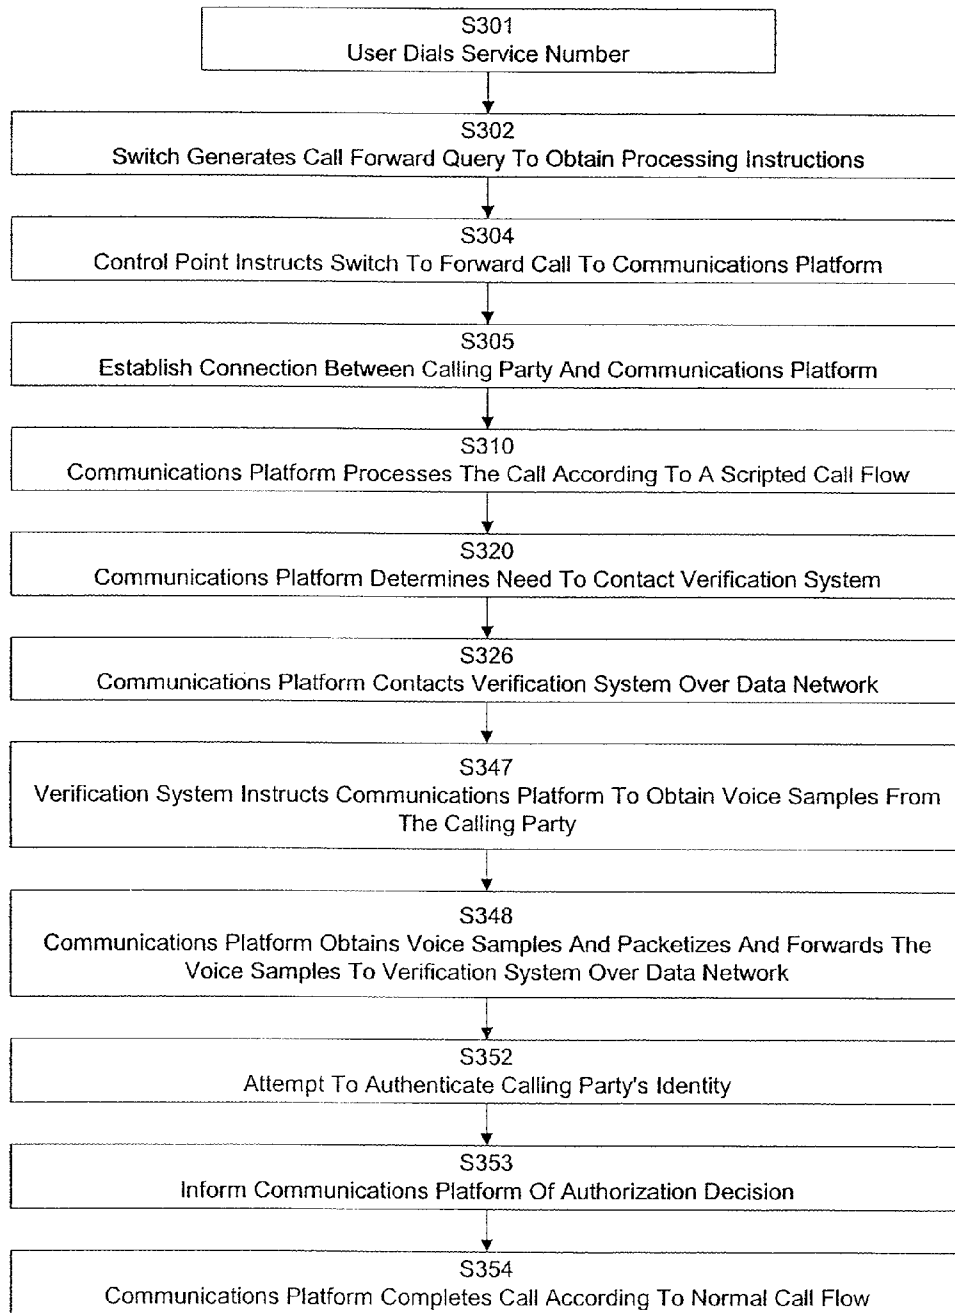 S301
User Dials Service Number
S302
Switch Generates Call Forward Query To Obtain Processing Instructions
S304
Control Point Instructs Switch To Forward Call To Communications Platform
S305
Establish Connection Between Calling Party And Communications Platform
S310
Communications Platform Processes The Call According To A Scripted Call Flow
S320
Communications Platform Determines Need To Contact Verification System
S326
Communications Platform Contacts Verification System Over Data Network
S347
Verification System Instructs Communications Platform To Obtain Voice Samples From
The Calling Party
S348
Communications Platform Obtains Voice Samples And Packetizes And Forwards The
Voice Samples To Verification System Over Data Network
S352
Attempt To Authenticate Calling Party's Identity
S353
Inform Communications Platform Of Authorization Decision
S354
Communications Platform Completes Call According To Normal Call Flow